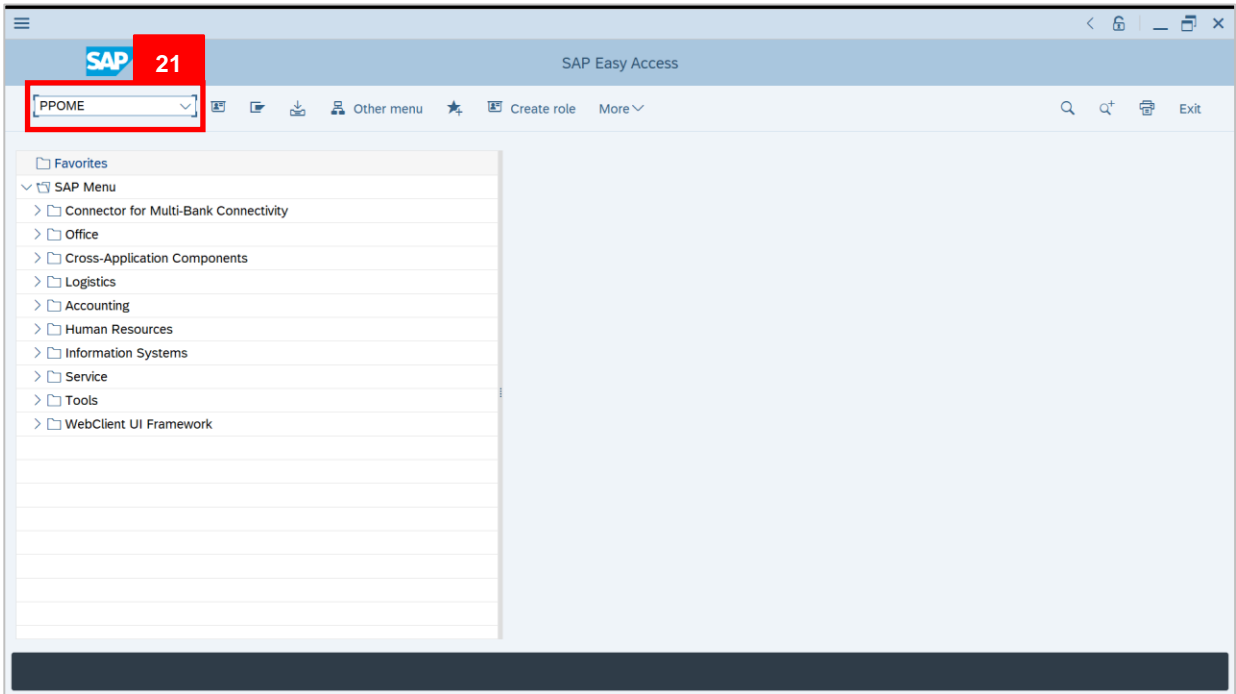 SAP 21 SAP Easy Access
PPOME Other menu Create role More Exit
Favorites
SAP Menu
Connector for Multi-Bank Connectivity
Office
Cross-Application Components
Logistics
Accounting
Human Resources
Information Systems
Service
Tools
WebClient UI Framework